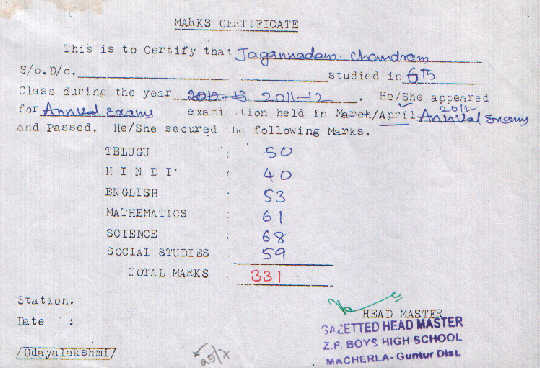 MARKS CERTIFICATE
This is to Certify that Jagannadam Chandram
S/o.D/o. studied in 6Th
Class during the year 2012-13 2011-12. He/She appeared
for Annual exams examination held in March/April 2012 Annual Exams
and Passed. He/She secured the following Marks.
TELUGU : 50
HINDI : 40
ENGLISH : 53
MATHEMATICS : 61
SCIENCE : 68
SOCIAL STUDIES : 59
TOTAL MARKS : 331
Station.
Date :
HEAD MASTER
GAZETTED HEAD MASTER
Z.P. BOYS HIGH SCHOOL
MACHERLA- Guntur Dist.
/Udayalakshmi/